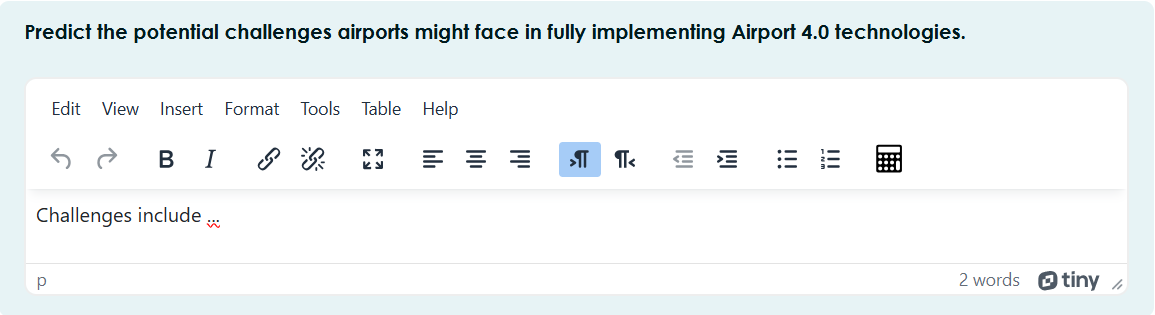 Predict the potential challenges airports might face in fully implementing Airport 4.0 technologies.
Edit View Insert Format Tools Table Help
B I
Challenges include ...
p 2 words tiny